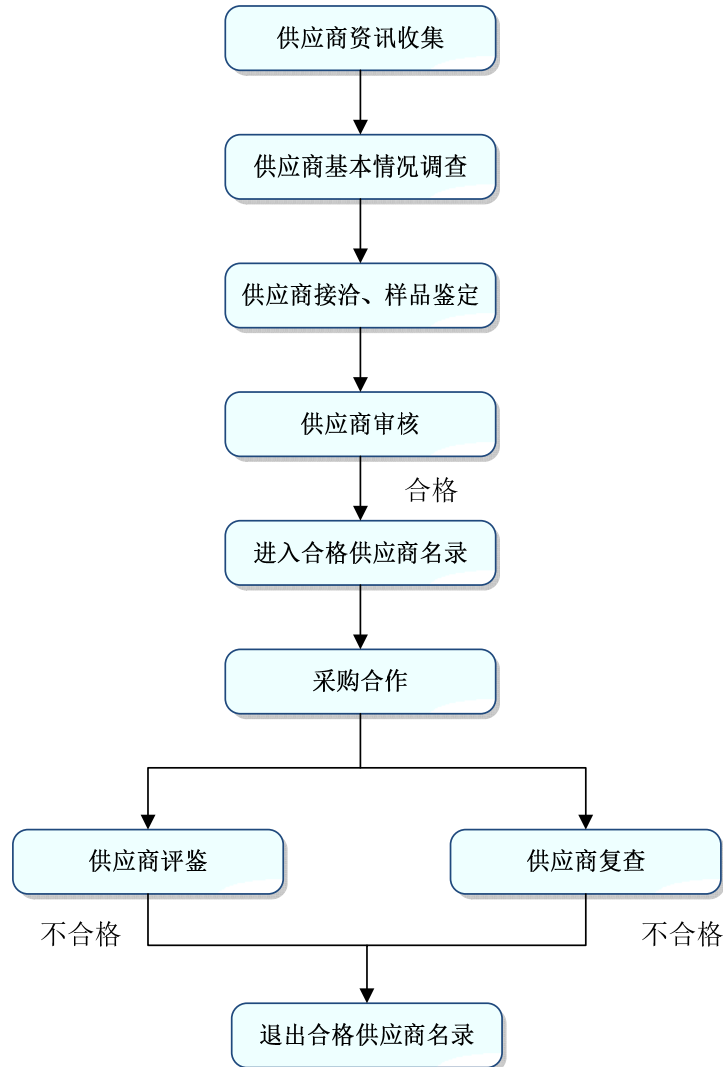 供应商资讯收集
供应商基本情况调查
供应商接洽、样品鉴定
供应商审核
合格
进入合格供应商名录
采购合作
供应商评鉴
供应商复查
不合格
不合格
退出合格供应商名录